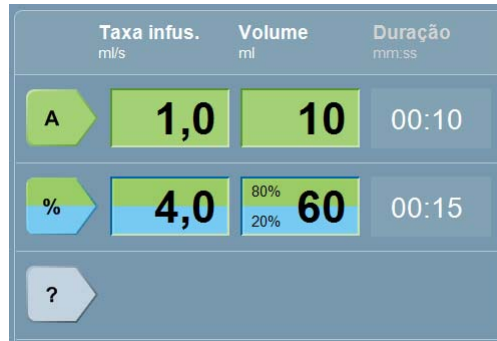 Taxa infus. Volume Duração
ml/s ml mm:ss
A 1,0 10 00:10
% 4,0 80% 20% 60 00:15
?